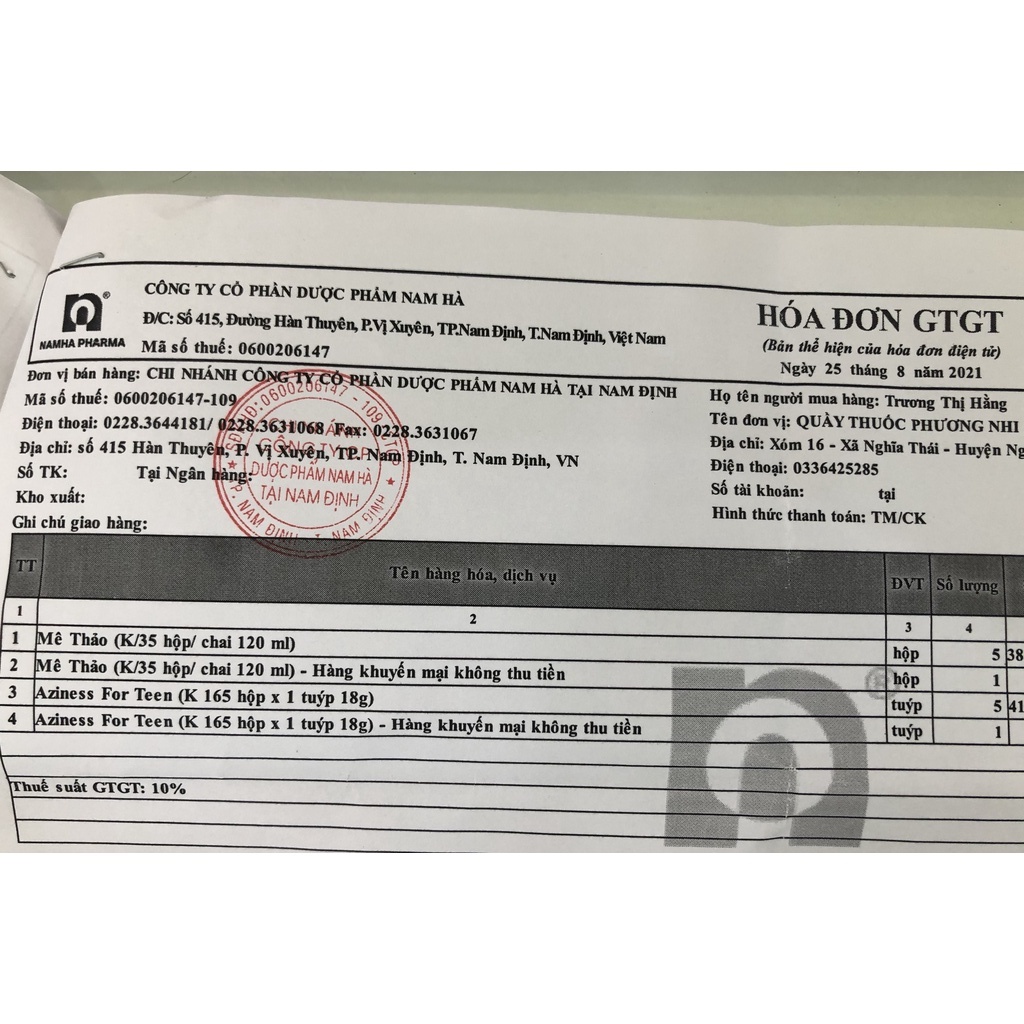 CÔNG TY CỔ PHẦN DƯỢC PHẨM NAM HÀ
Đ/C: Số 415, Đường Hàn Thuyên, P.Vị Xuyên, TP.Nam Định, T.Nam Định, Việt Nam
Mã số thuế: 0600206147
NAMHA PHARMA
HÓA ĐƠN GTGT
(Bản thể hiện của hóa đơn điện tử)
Ngày 25 tháng 8 năm 2021
Đơn vị bán hàng: CHI NHÁNH CÔNG TY CỔ PHẦN DƯỢC PHẨM NAM HÀ TẠI NAM ĐỊNH
Mã số thuế: 0600206147-109
Điện thoại: 0228.3644181/ 0228.3631068 Fax: 0228.3631067
Địa chỉ: số 415 Hàn Thuyên, P. Vị Xuyên, TP. Nam Định, T. Nam Định, VN
Số TK: Tại Ngân hàng:
Kho xuất:
Ghi chú giao hàng:
Họ tên người mua hàng: Trương Thị Hằng
Tên đơn vị: QUẦY THUỐC PHƯƠNG NHI
Địa chỉ: Xóm 16 - Xã Nghĩa Thái - Huyện Ng
Điện thoại: 0336425285
Số tài khoản: tại
Hình thức thanh toán: TM/CK
0600206147 - 109
CÔNG TY C.P
DƯỢC PHẨM NAM HÀ
TẠI NAM ĐỊNH
P. NAM ĐỊNH - T. NAM ĐỊNH
TT Tên hàng hóa, dịch vụ ĐVT Số lượng
1 2 3 4
1 Mê Thảo (K/35 hộp/ chai 120 ml) hộp 5 38
2 Mê Thảo (K/35 hộp/ chai 120 ml) - Hàng khuyến mại không thu tiền hộp 1
3 Aziness For Teen (K 165 hộp x 1 tuýp 18g) tuýp 5 41
4 Aziness For Teen (K 165 hộp x 1 tuýp 18g) - Hàng khuyến mại không thu tiền tuýp 1
Thuế suất GTGT: 10%